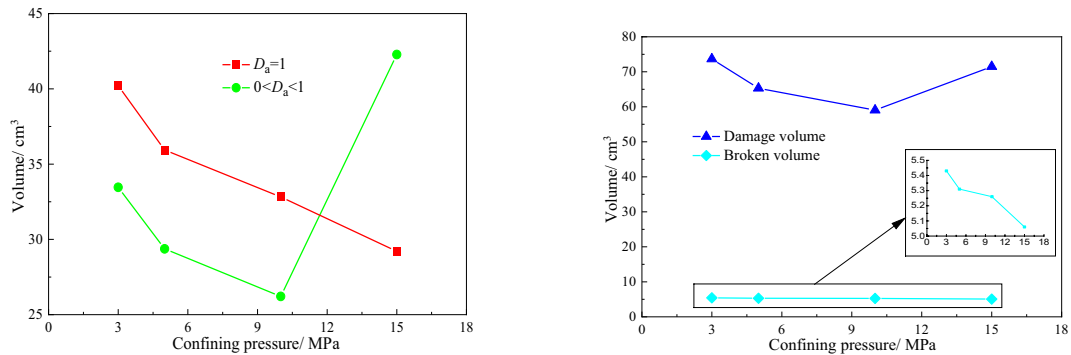 45
40
35
30
25
Volume/ cm³
Dₐ=1
0<Dₐ<1
0 3 6 9 12 15 18
Confining pressure/ MPa
80
70
60
50
40
30
20
10
0
Volume/ cm³
Damage volume
Broken volume
5.5
5.4
5.3
5.2
5.1
5.0
0 3 6 9 12 15 18
0 3 6 9 12 15 18
Confining pressure/ MPa